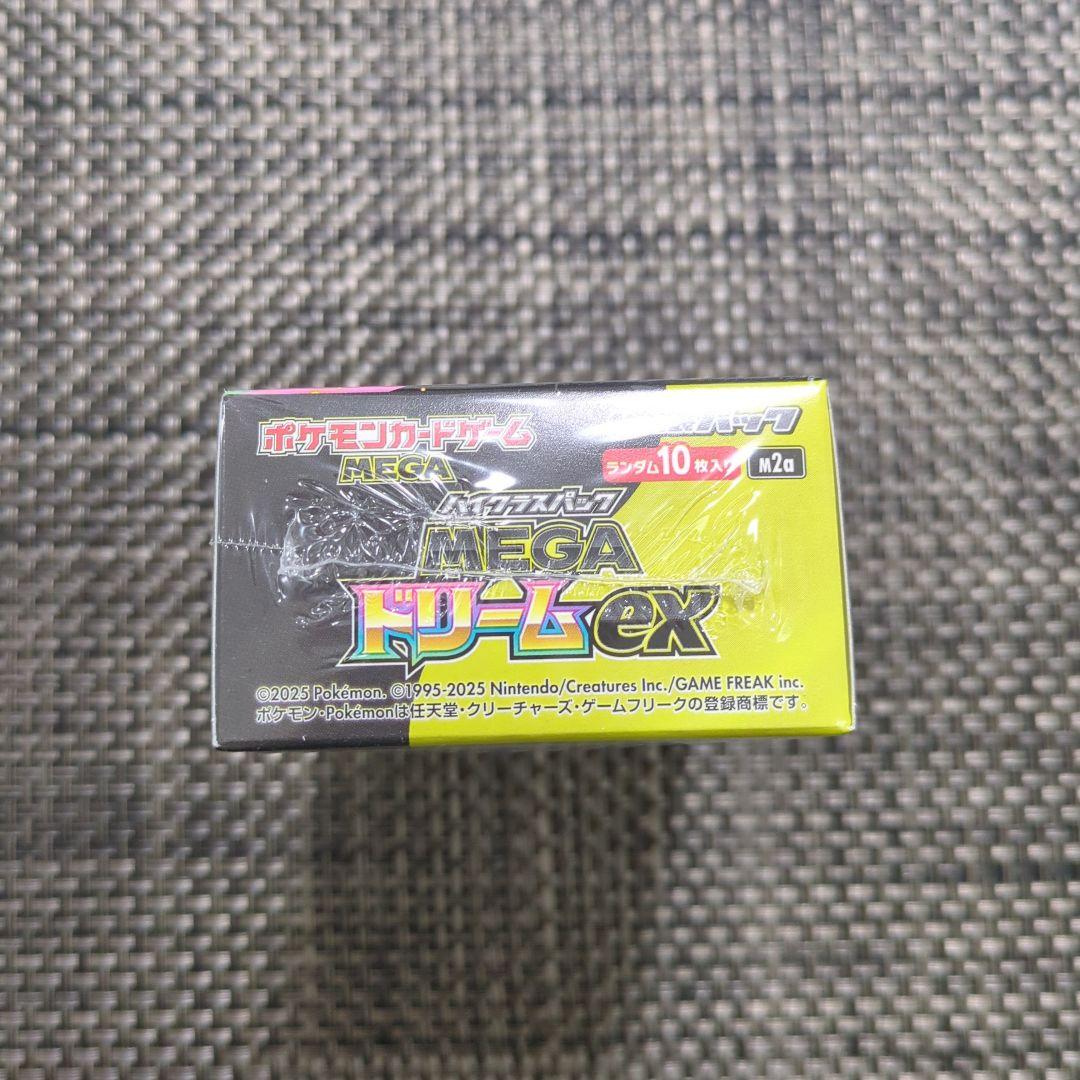 ポケモンカードゲーム
MEGA
パック
ランダム10枚入り
M2a
ハイクラスパック
MEGA
ドリームex
©2025 Pokémon. ©1995-2025 Nintendo/Creatures Inc./GAME FREAK inc.
ポケモン・Pokémonは任天堂・クリーチャーズ・ゲームフリークの登録商標です。